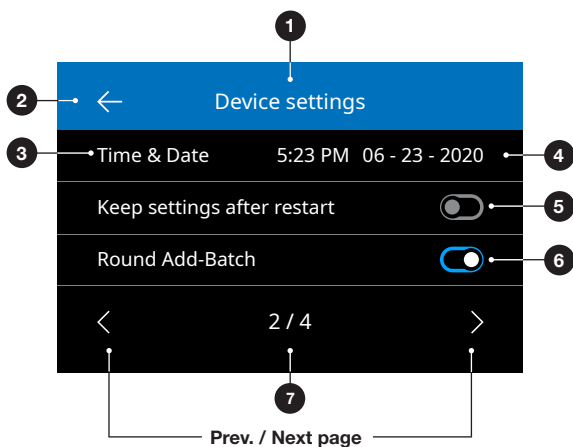 1
2
Device settings
3
Time & Date 5:23 PM 06 - 23 - 2020
4
Keep settings after restart
5
Round Add-Batch
6
2 / 4
7
Prev. / Next page